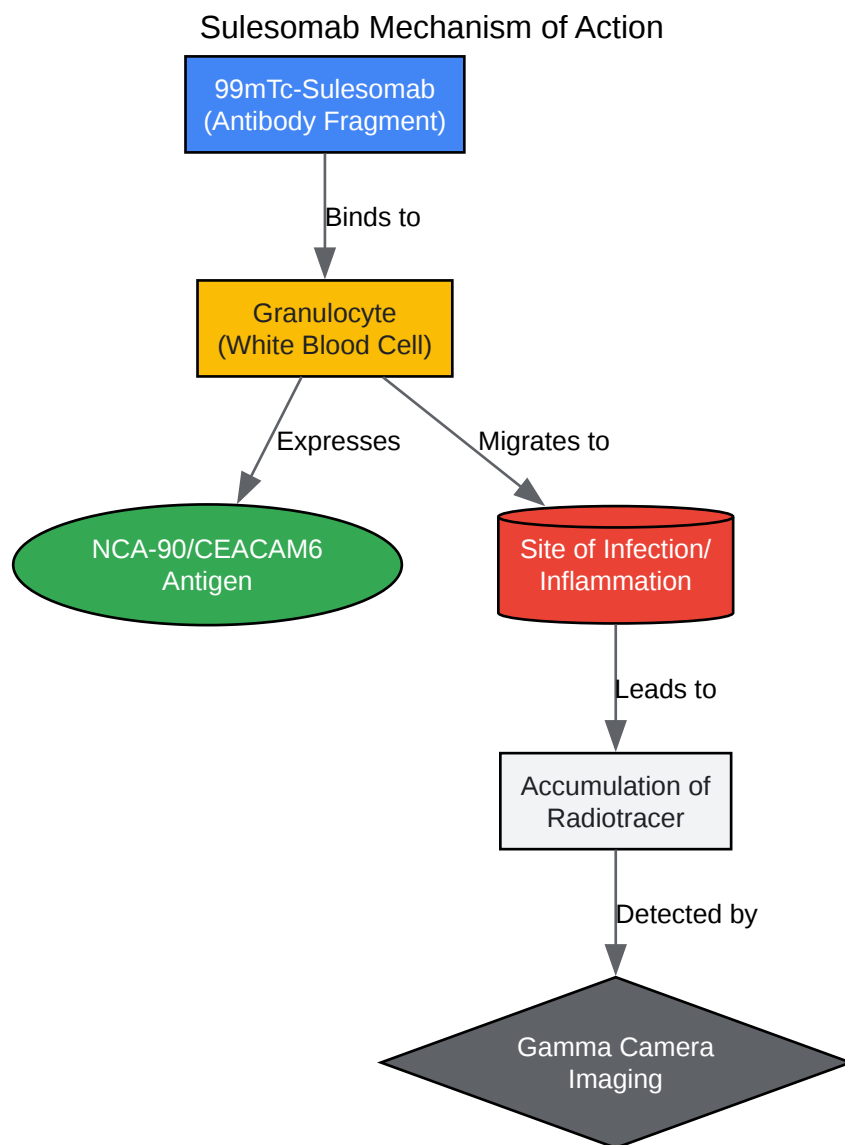 Sulesomab Mechanism of Action
99mTc-Sulesomab
(Antibody Fragment)
Binds to
Granulocyte
(White Blood Cell)
Expresses
Migrates to
NCA-90/CEACAM6
Antigen
Site of Infection/
Inflammation
Leads to
Accumulation of
Radiotracer
Detected by
Gamma Camera
Imaging